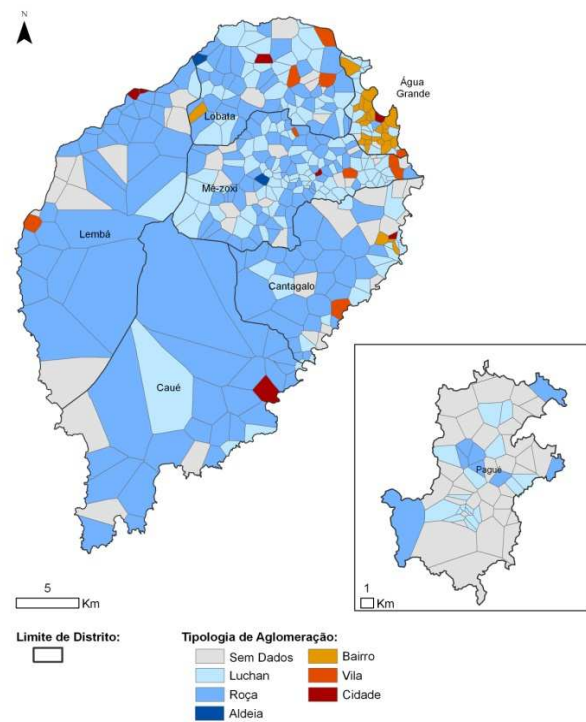 N
Água
Grande
Lobata
Mé-zoxi
Lembá
Cantagalo
Caué
Pagué
5
Km
1
Km
Limite de Distrito:
Tipologia de Aglomeração:
Sem Dados
Luchan
Roça
Aldeia
Bairro
Vila
Cidade